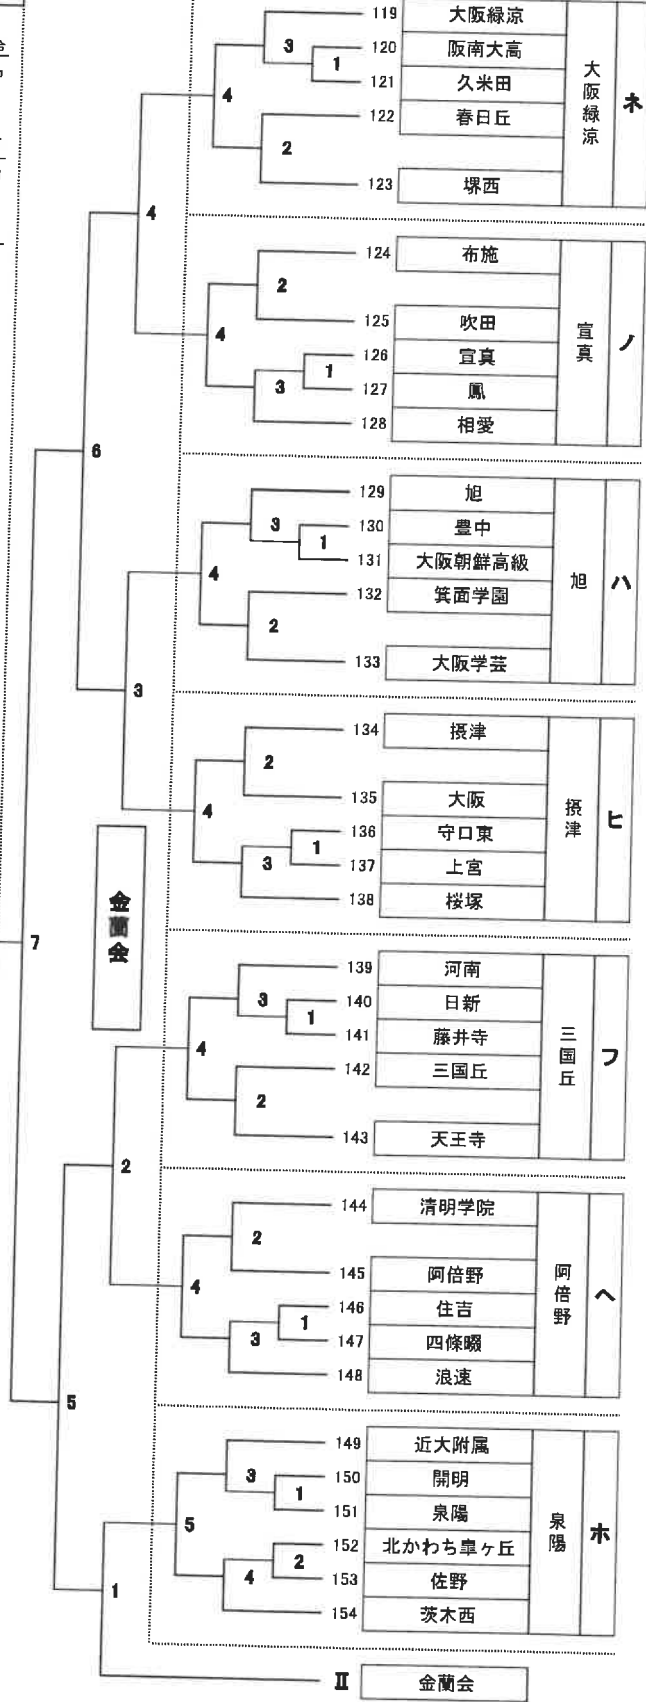 119 大阪緑涼
3
120 阪南大高
1
121 久米田
4
122 春日丘
2
123 堺西
大阪緑涼
ネ
4
124 布施
2
125 吹田
4
126 宣真
1
3
127 鳳
128 相愛
宣真
ノ
6
129 旭
3
130 豊中
1
131 大阪朝鮮高級
4
132 箕面学園
2
133 大阪学芸
旭
ハ
3
134 摂津
2
135 大阪
4
136 守口東
1
3
137 上宮
138 桜塚
摂津
ヒ
金蘭会
7
139 河南
3
140 日新
1
141 藤井寺
4
142 三国丘
2
143 天王寺
三国丘
フ
2
144 清明学院
2
145 阿倍野
4
146 住吉
1
3
147 四條畷
148 浪速
阿倍野
ヘ
5
149 近大附属
3
150 開明
1
151 泉陽
5
152 北かわち皐ヶ丘
2
4
153 佐野
154 茨木西
泉陽
ホ
1
Ⅱ 金蘭会